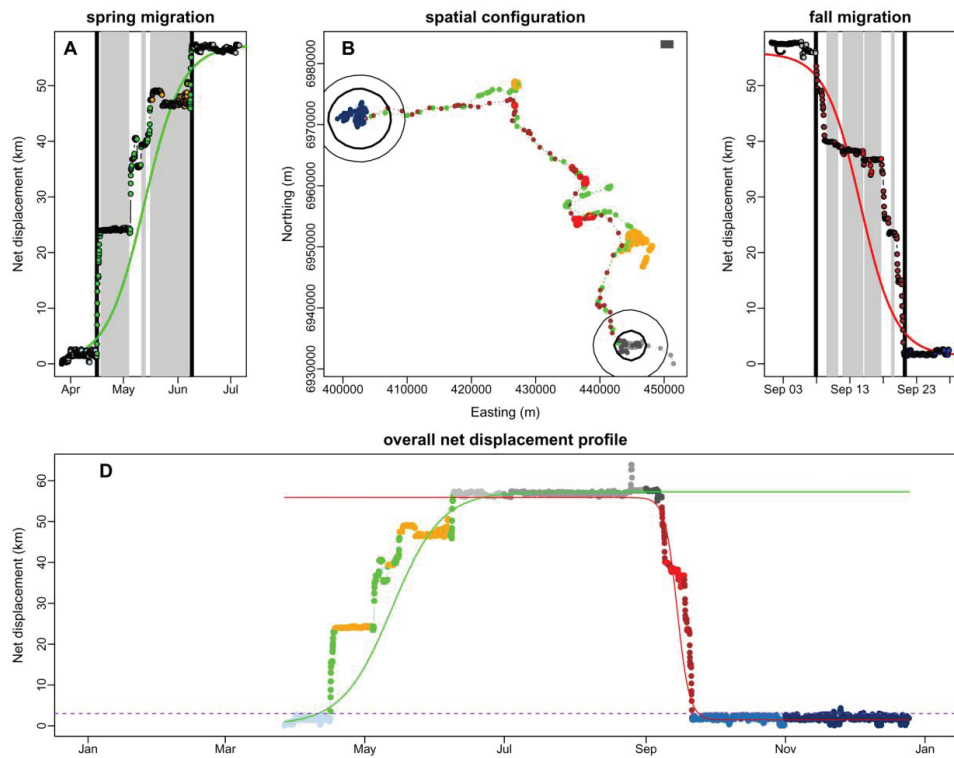 spring migration
A
Net displacement (km)
0
10
20
30
40
50
Apr
May
Jun
Jul
spatial configuration
B
Northing (m)
6930000
6940000
6950000
6960000
6970000
6980000
400000
410000
420000
430000
440000
450000
Easting (m)
fall migration
C
Net displacement (km)
0
10
20
30
40
50
Sep 03
Sep 13
Sep 23
overall net displacement profile
D
Net displacement (km)
0
10
20
30
40
50
60
Jan
Mar
May
Jul
Sep
Nov
Jan